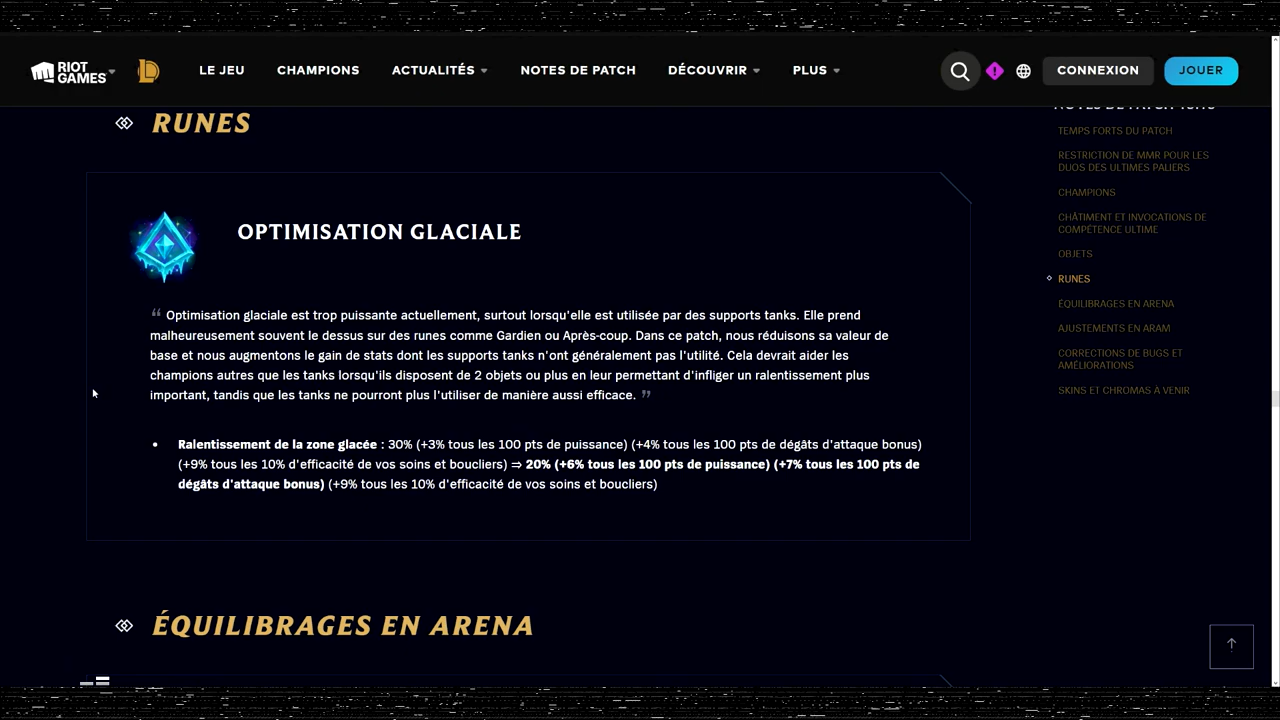 RIOT GAMES
LE JEU
CHAMPIONS
ACTUALITÉS
NOTES DE PATCH
DÉCOUVRIR
PLUS
CONNEXION
JOUER
RUNES
OPTIMISATION GLACIALE
“ Optimisation glaciale est trop puissante actuellement, surtout lorsqu'elle est utilisée par des supports tanks. Elle prend
malheureusement souvent le dessus sur des runes comme Gardien ou Après-coup. Dans ce patch, nous réduisons sa valeur de
base et nous augmentons le gain de stats dont les supports tanks n'ont généralement pas l'utilité. Cela devrait aider les
champions autres que les tanks lorsqu'ils disposent de 2 objets ou plus en leur permettant d'infliger un ralentissement plus
important, tandis que les tanks ne pourront plus l'utiliser de manière aussi efficace. ”
• Ralentissement de la zone glacée : 30% (+3% tous les 100 pts de puissance) (+4% tous les 100 pts de dégâts d'attaque bonus)
(+9% tous les 10% d'efficacité de vos soins et boucliers) ⇒ 20% (+6% tous les 100 pts de puissance) (+7% tous les 100 pts de
dégâts d'attaque bonus) (+9% tous les 10% d'efficacité de vos soins et boucliers)
ÉQUILIBRAGES EN ARENA
TEMPS FORTS DU PATCH
RESTRICTION DE MMR POUR LES
DUOS DES ULTIMES PALIERS
CHAMPIONS
CHÂTIMENT ET INVOCATIONS DE
COMPÉTENCE ULTIME
OBJETS
RUNES
ÉQUILIBRAGES EN ARENA
AJUSTEMENTS EN ARAM
CORRECTIONS DE BUGS ET
AMÉLIORATIONS
SKINS ET CHROMAS À VENIR